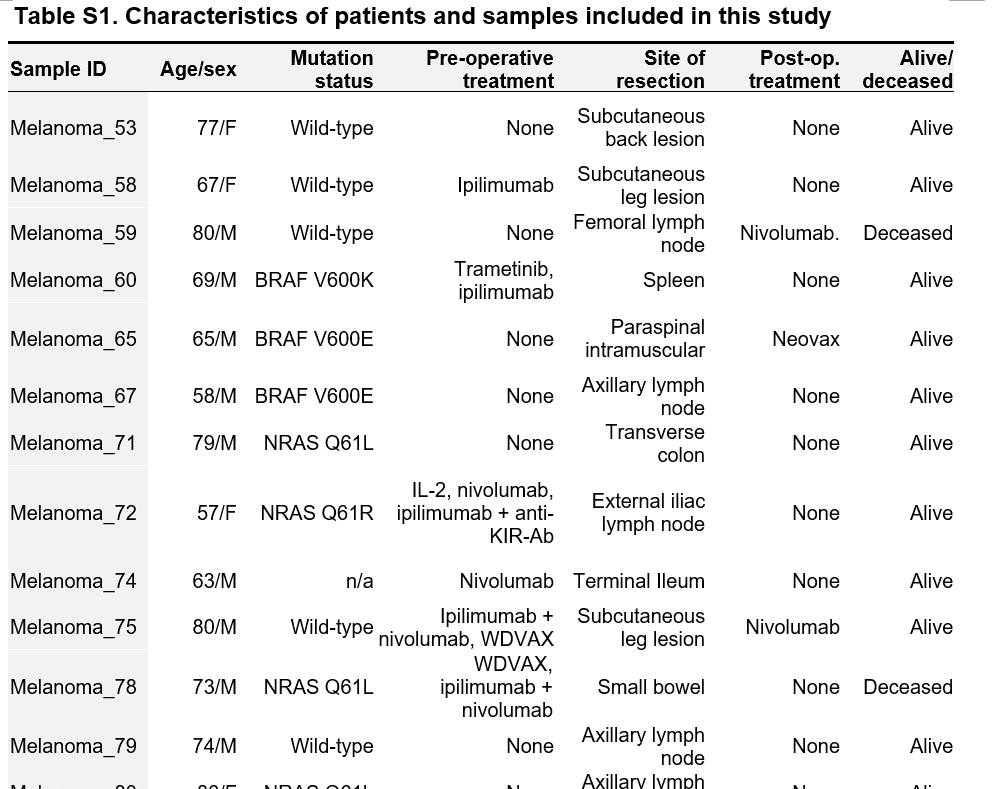 Table S1. Characteristics of patients and samples included in this study
Sample ID Age/sex Mutation status Pre-operative treatment Site of resection Post-op. treatment Alive/ deceased
Melanoma_53 77/F Wild-type None Subcutaneous back lesion None Alive
Melanoma_58 67/F Wild-type Ipilimumab Subcutaneous leg lesion None Alive
Melanoma_59 80/M Wild-type None Femoral lymph node Nivolumab. Deceased
Melanoma_60 69/M BRAF V600K Trametinib, ipilimumab Spleen None Alive
Melanoma_65 65/M BRAF V600E None Paraspinal intramuscular Neovax Alive
Melanoma_67 58/M BRAF V600E None Axillary lymph node None Alive
Melanoma_71 79/M NRAS Q61L None Transverse colon None Alive
Melanoma_72 57/F NRAS Q61R IL-2, nivolumab, ipilimumab + anti-KIR-Ab External iliac lymph node None Alive
Melanoma_74 63/M n/a Nivolumab Terminal Ileum None Alive
Melanoma_75 80/M Wild-type Ipilimumab + nivolumab, WDVAX Subcutaneous leg lesion Nivolumab Alive
Melanoma_78 73/M NRAS Q61L WDVAX, ipilimumab + nivolumab Small bowel None Deceased
Melanoma_79 74/M Wild-type None Axillary lymph node None Alive
Axillary lymph